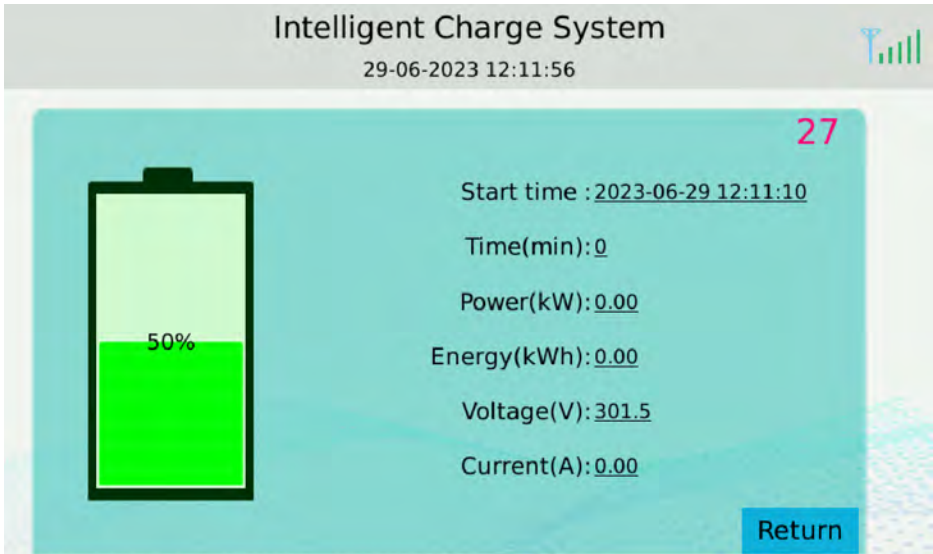 Intelligent Charge System
29-06-2023 12:11:56
27
Start time : 2023-06-29 12:11:10
Time(min): 0
Power(kW): 0.00
50%
Energy(kWh): 0.00
Voltage(V): 301.5
Current(A): 0.00
Return